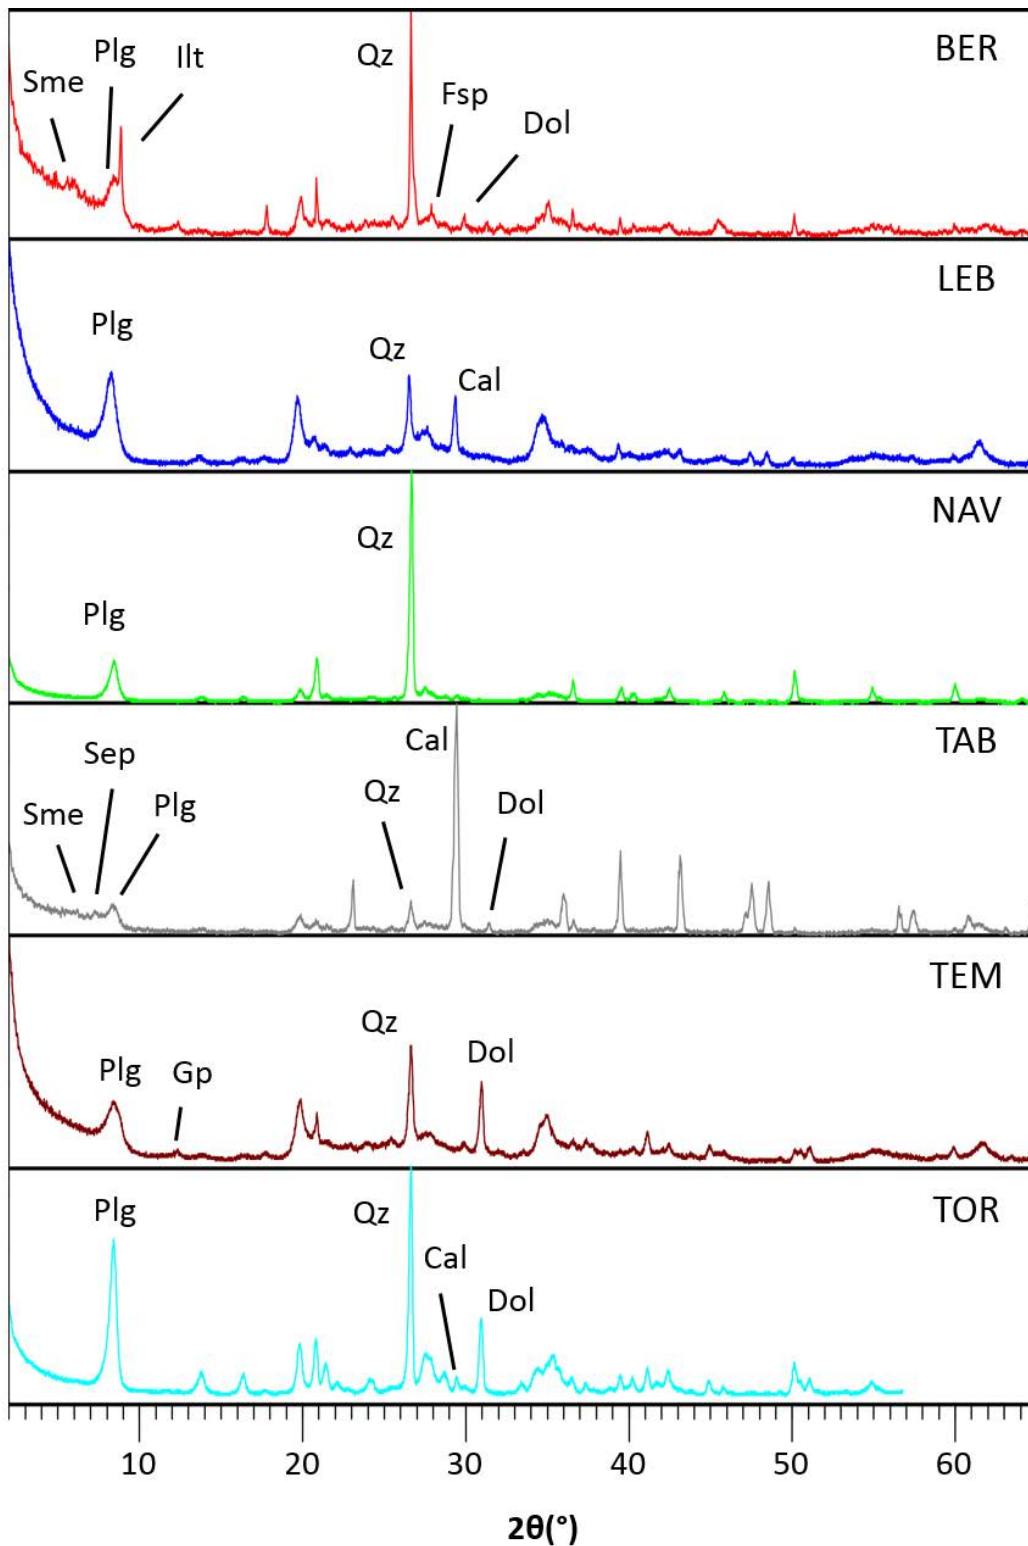 BER
Qz
Plg
Ilt
Sme
Fsp
Dol
LEB
Plg
Qz
Cal
NAV
Qz
Plg
TAB
Cal
Sep
Qz
Plg
Dol
Sme
TEM
Qz
Dol
Plg
Gp
TOR
Plg
Qz
Cal
Dol
10 20 30 40 50 60
2θ(°)